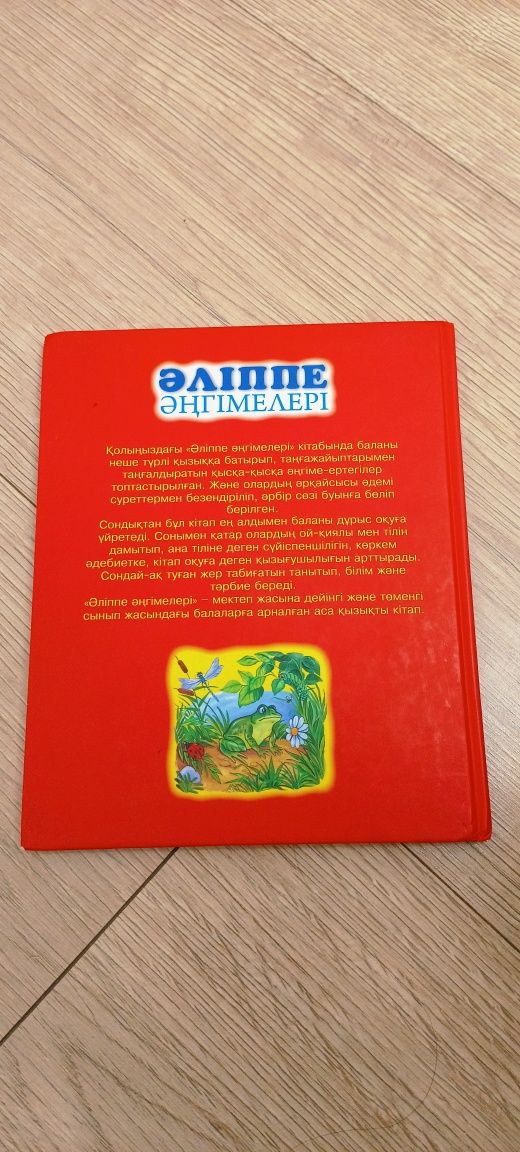 ӘЛІППЕ
ӘҢГІМЕЛЕРІ
Қолыңыздағы «Әліппе әңгімелері» кітабында баланы
неше түрлі қызыққа батырып, таңғажайыптарымен
таңғалдыратын қысқа-қысқа әңгіме-ертегілер
топтастырылған. Және олардың әрқайсысы әдемі
суреттермен безендіріліп, әрбір сөзі буынға бөліп
берілген.
Сондықтан бұл кітап ең алдымен баланы дұрыс оқуға
үйретеді. Сонымен қатар олардың ой-қиялы мен тілін
дамытып, ана тіліне деген сүйіспеншілігін, көркем
әдебиетке, кітап оқуға деген қызығушылығын арттырады.
Сондай-ақ туған жер табиғатын танытып, білім және
тәрбие береді.
«Әліппе әңгімелері» – мектеп жасына дейінгі және төменгі
сынып жасындағы балаларға арналған аса қызықты кітап.